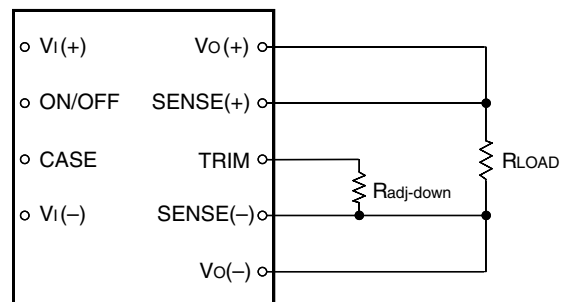 VI(+) VO(+)
ON/OFF SENSE(+)
CASE TRIM RLOAD
Radj-down
VI(–) SENSE(–)
VO(–)